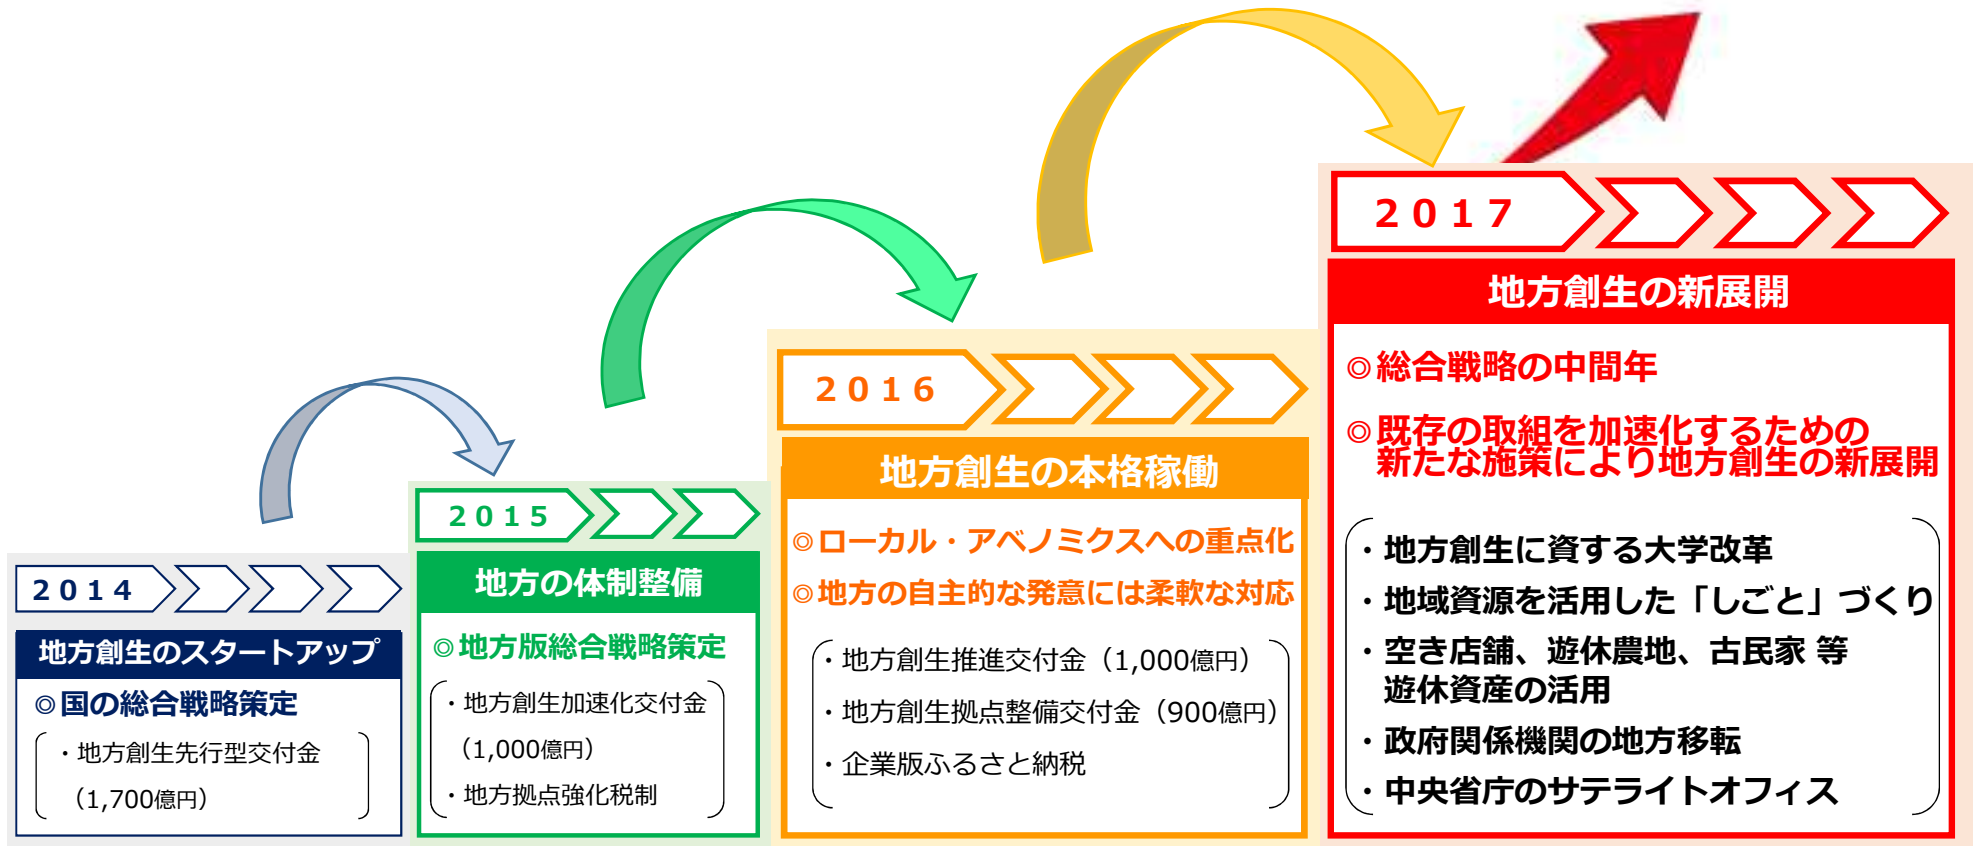 ２０１４
地方創生のスタートアップ
◎国の総合戦略策定
・地方創生先行型交付金
（1,700億円）
２０１５
地方の体制整備
◎地方版総合戦略策定
・地方創生加速化交付金
（1,000億円）
・地方拠点強化税制
２０１６
地方創生の本格稼働
◎ローカル・アベノミクスへの重点化
◎地方の自主的な発意には柔軟な対応
・地方創生推進交付金（1,000億円）
・地方創生拠点整備交付金（900億円）
・企業版ふるさと納税
２０１７
地方創生の新展開
◎総合戦略の中間年
◎既存の取組を加速化するための
新たな施策により地方創生の新展開
・地方創生に資する大学改革
・地域資源を活用した「しごと」づくり
・空き店舗、遊休農地、古民家 等
遊休資産の活用
・政府関係機関の地方移転
・中央省庁のサテライトオフィス